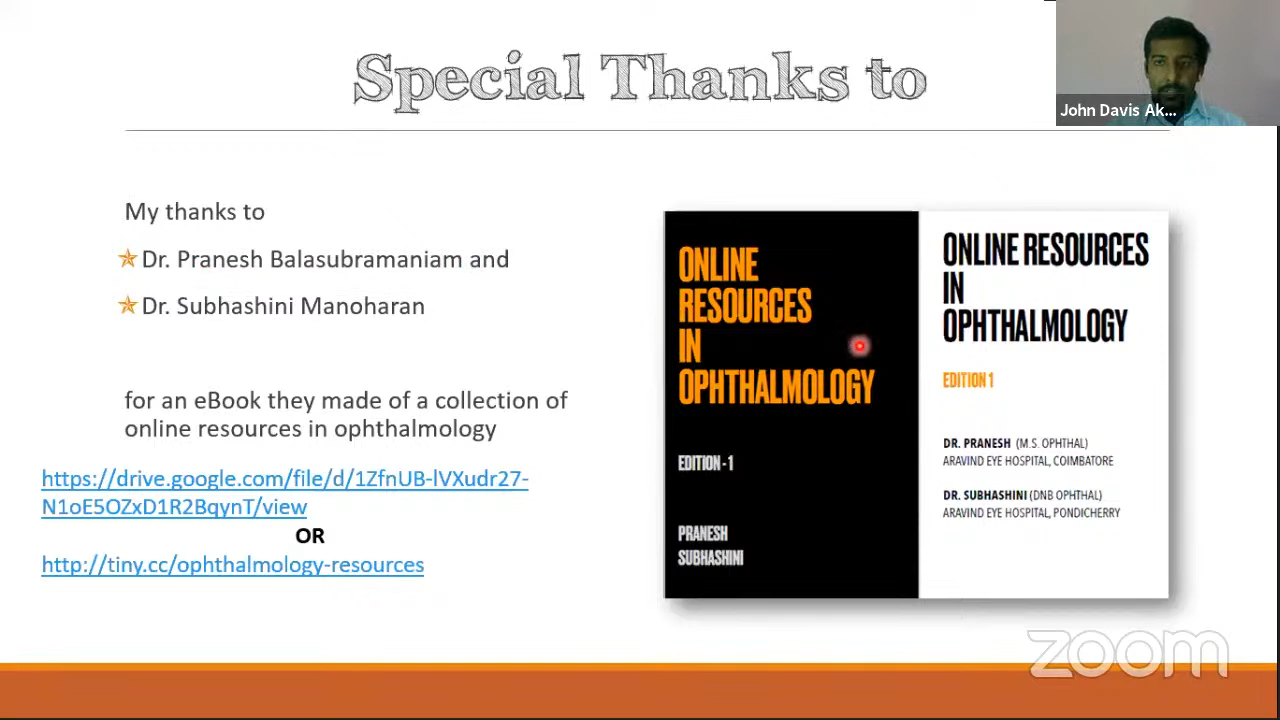 Special Thanks to
John Davis Ak...
My thanks to
Dr. Pranesh Balasubramaniam and
Dr. Subhashini Manoharan
for an eBook they made of a collection of
online resources in ophthalmology
https://drive.google.com/file/d/1ZfnUB-lVXudr27-
N1oE5OZxD1R2BqynT/view
OR
http://tiny.cc/ophthalmology-resources
ONLINE
RESOURCES
IN
OPHTHALMOLOGY
EDITION - 1
PRANESH
SUBHASHINI
ONLINE RESOURCES
IN
OPHTHALMOLOGY
EDITION 1
DR. PRANESH (M.S. OPHTHAL)
ARAVIND EYE HOSPITAL, COIMBATORE
DR. SUBHASHINI (DNB OPHTHAL)
ARAVIND EYE HOSPITAL, PONDICHERRY
zoom